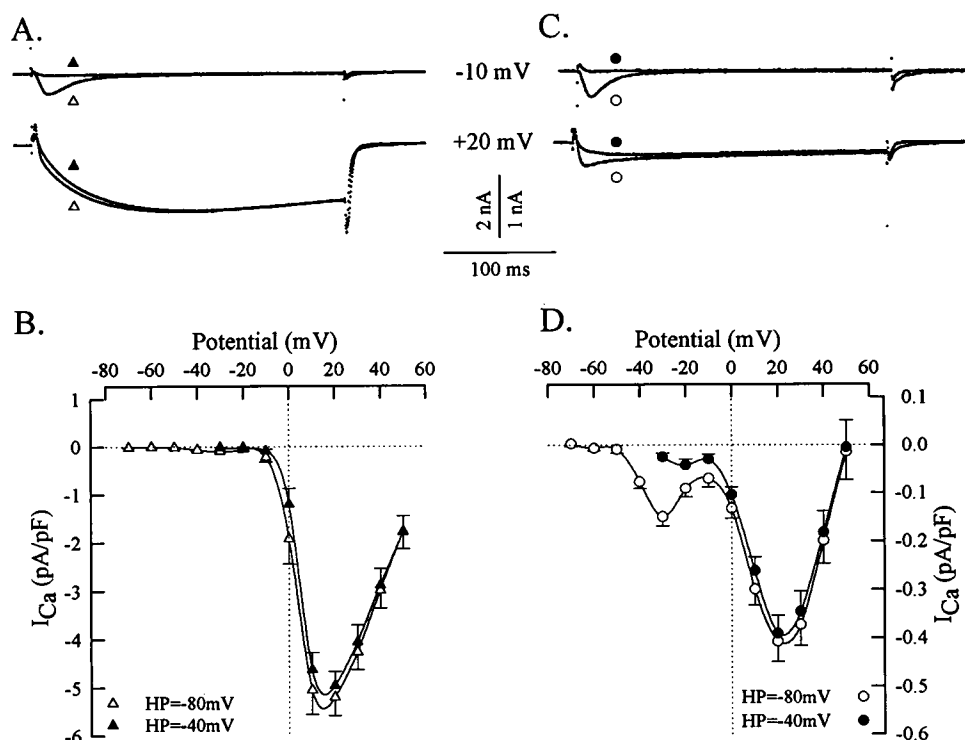 A.
C.
-10 mV
+20 mV
2 nA
1 nA
100 ms
B.
Potential (mV)
-80 -60 -40 -20 0 20 40 60
1
0
-1
-2
-3
-4
-5
-6
ICa (pA/pF)
HP=-80mV
HP=-40mV
D.
Potential (mV)
-80 -60 -40 -20 0 20 40 60
0.1
0.0
-0.1
-0.2
-0.3
-0.4
-0.5
-0.6
ICa (pA/pF)
HP=-80mV
HP=-40mV